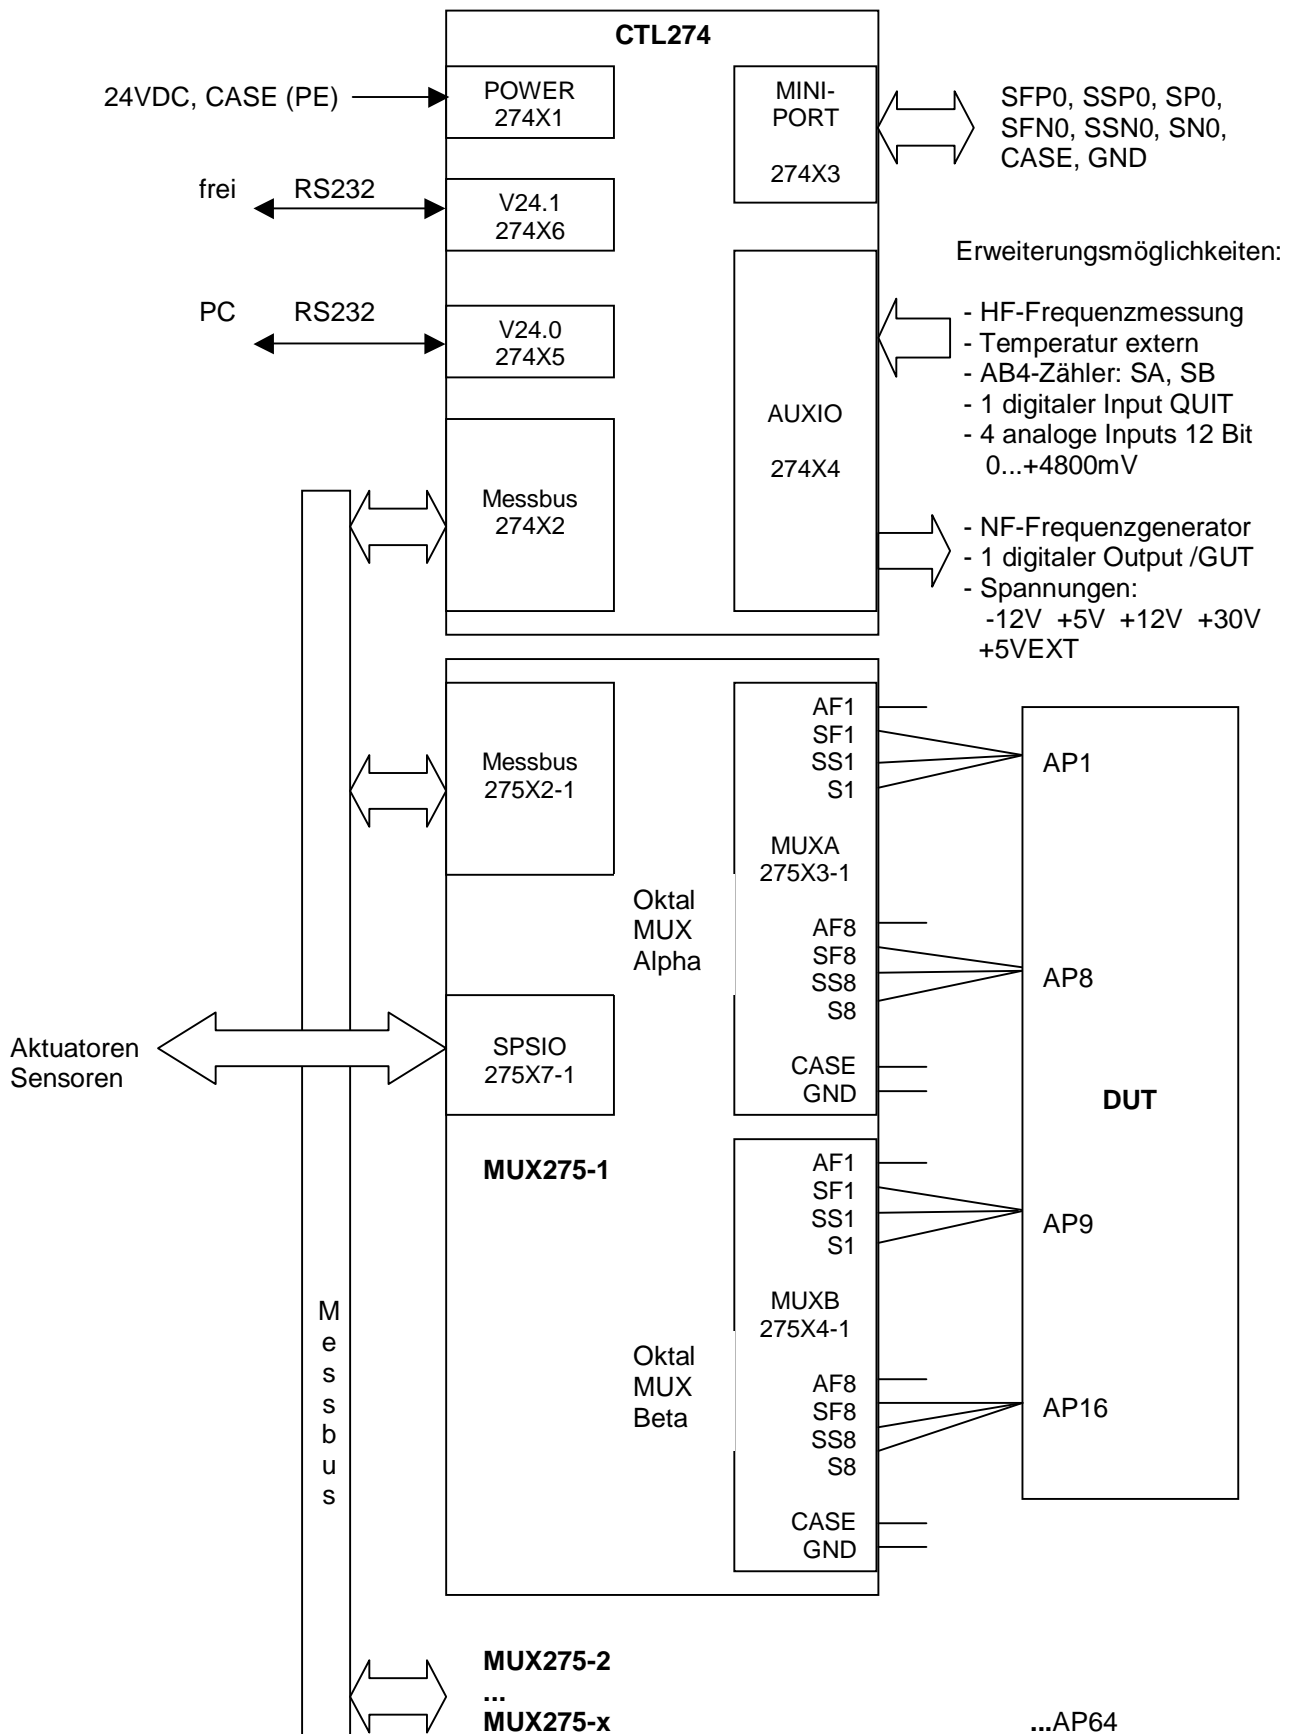 CTL274
24VDC, CASE (PE)
POWER
274X1
MINI-
PORT
274X3
SFP0, SSP0, SP0,
SFN0, SSN0, SN0,
CASE, GND
frei
RS232
V24.1
274X6
PC
RS232
V24.0
274X5
Messbus
274X2
AUXIO
274X4
Erweiterungsmöglichkeiten:
- HF-Frequenzmessung
- Temperatur extern
- AB4-Zähler: SA, SB
- 1 digitaler Input QUIT
- 4 analoge Inputs 12 Bit
0...+4800mV
- NF-Frequenzgenerator
- 1 digitaler Output /GUT
- Spannungen:
-12V +5V +12V +30V
+5VEXT
Messbus
275X2-1
AF1
SF1
SS1
S1
MUXA
275X3-1
AF8
SF8
SS8
S8
CASE
GND
Oktal
MUX
Alpha
AP1
AP8
DUT
AP9
AP16
Aktuatoren
Sensoren
SPSIO
275X7-1
MUX275-1
AF1
SF1
SS1
S1
MUXB
275X4-1
AF8
SF8
SS8
S8
CASE
GND
Oktal
MUX
Beta
M
e
s
s
b
u
s
MUX275-2
...
MUX275-x
...AP64